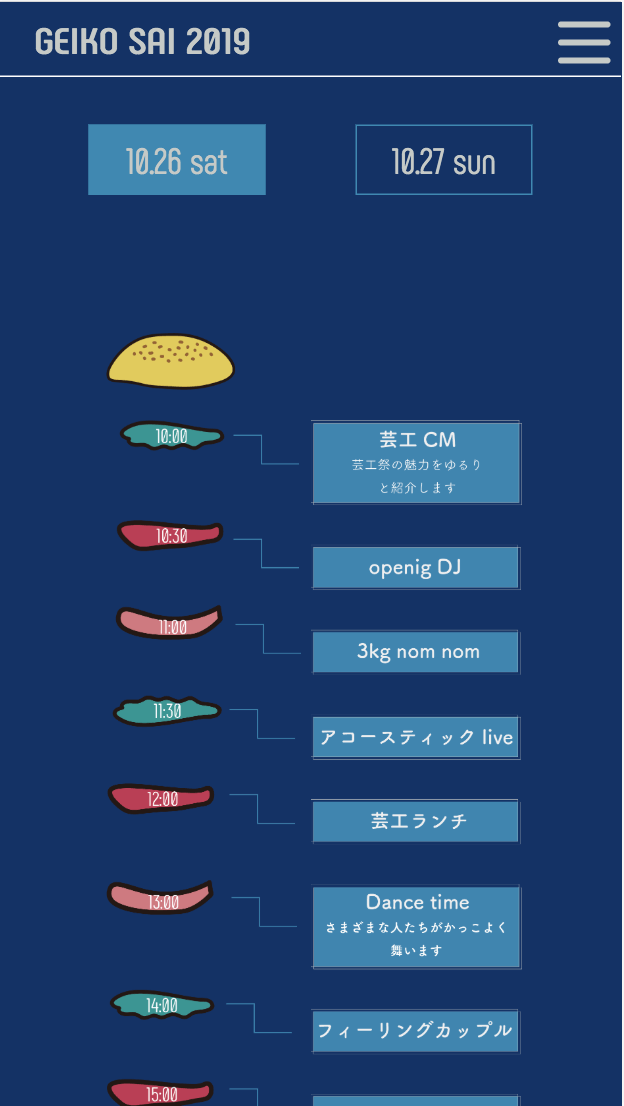 GEIKO SAI 2019
10.26 sat
10.27 sun
10:00
芸工 CM
芸工祭の魅力をゆるり
と紹介します
10:30
openig DJ
11:00
3kg nom nom
11:30
アコースティック live
12:00
芸工ランチ
13:00
Dance time
さまざまな人たちがかっこよく
舞います
14:00
フィーリングカップル
15:00